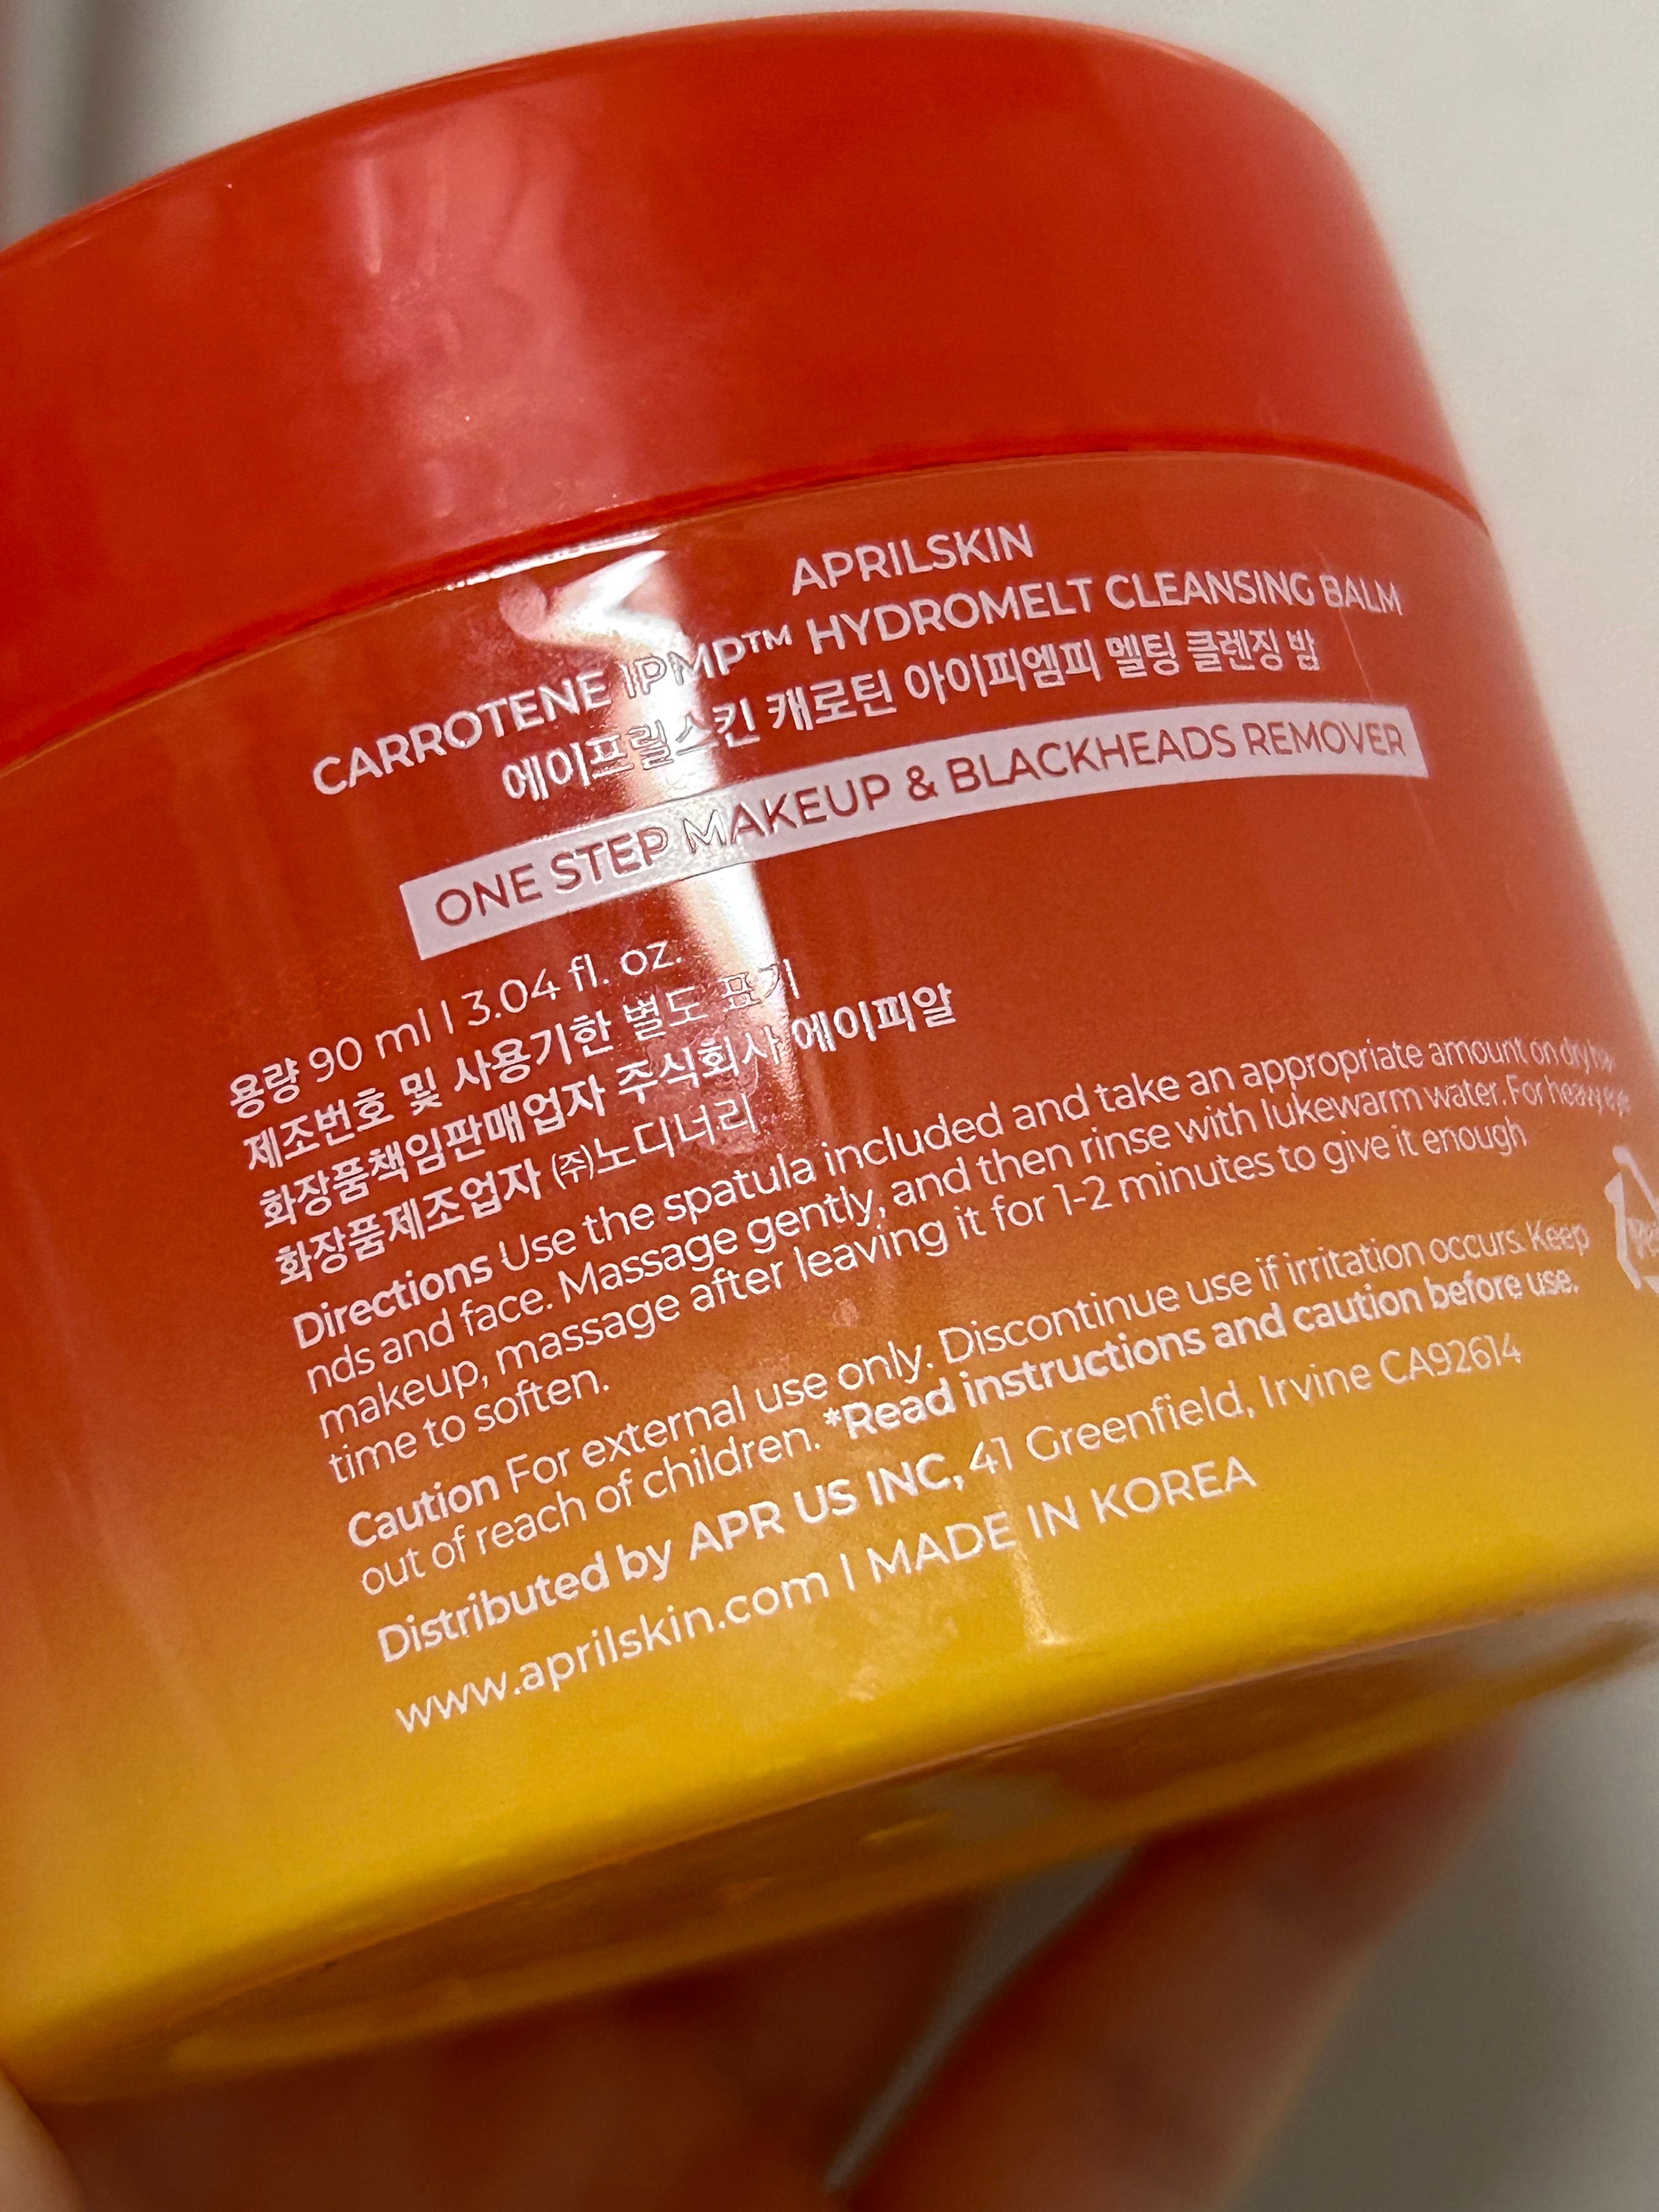 APRILSKIN
CARROTENE IPMP™ HYDROMELT CLEANSING BALM
에이프릴스킨 캐로틴 아이피엠피 멜팅 클렌징 밤
ONE STEP MAKEUP & BLACKHEADS REMOVER
용량 90 ml | 3.04 fl. oz.
제조번호 및 사용기한 별도 표기
화장품책임판매업자 주식회사 에이피알
화장품제조업자 ㈜노디너리
Directions Use the spatula included and take an appropriate amount on dry ha-
nds and face. Massage gently, and then rinse with lukewarm water. For heavy eye
makeup, massage after leaving it for 1-2 minutes to give it enough
time to soften.
Caution For external use only. Discontinue use if irritation occurs. Keep
out of reach of children. *Read instructions and caution before use.
Distributed by APR US INC, 41 Greenfield, Irvine CA92614
www.aprilskin.com | MADE IN KOREA